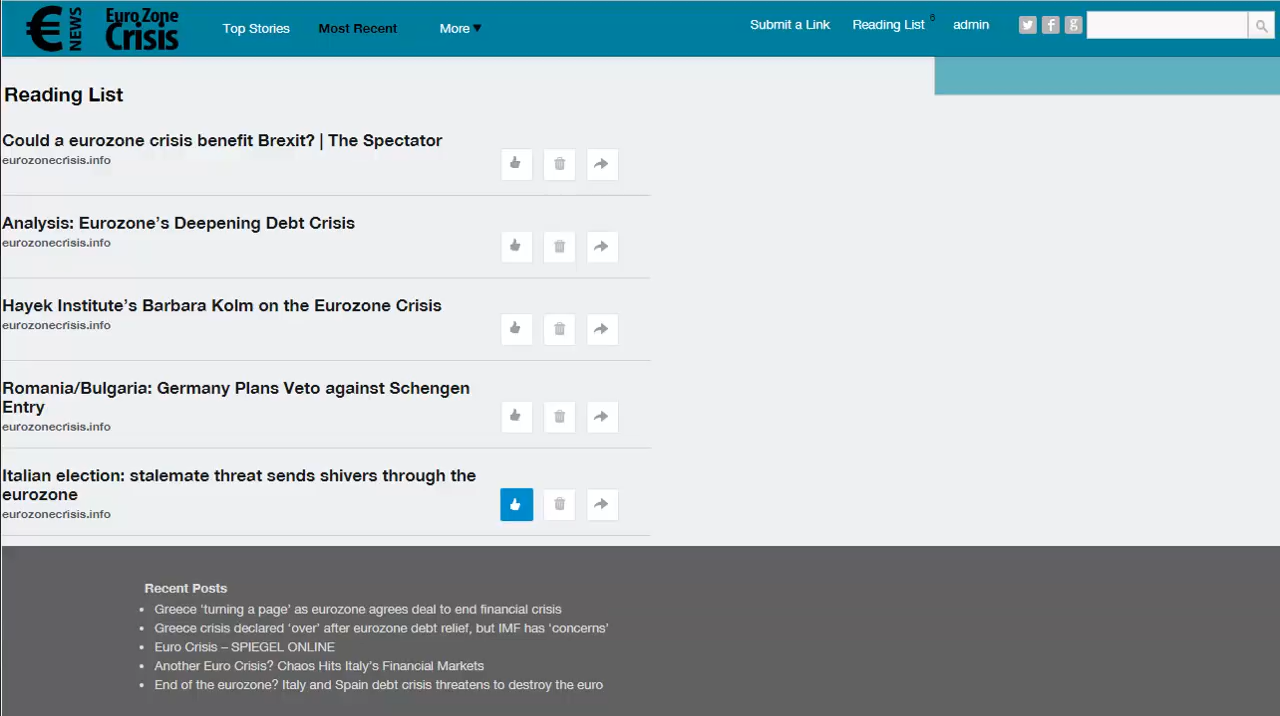 € NEWS
Euro Zone
Crisis
Top Stories
Most Recent
More ▼
Submit a Link
Reading List
admin
Reading List
Could a eurozone crisis benefit Brexit? | The Spectator
eurozonecrisis.info
Analysis: Eurozone’s Deepening Debt Crisis
eurozonecrisis.info
Hayek Institute’s Barbara Kolm on the Eurozone Crisis
eurozonecrisis.info
Romania/Bulgaria: Germany Plans Veto against Schengen
Entry
eurozonecrisis.info
Italian election: stalemate threat sends shivers through the
eurozone
eurozonecrisis.info
Recent Posts
• Greece ‘turning a page’ as eurozone agrees deal to end financial crisis
• Greece crisis declared ‘over’ after eurozone debt relief, but IMF has ‘concerns’
• Euro Crisis – SPIEGEL ONLINE
• Another Euro Crisis? Chaos Hits Italy’s Financial Markets
• End of the eurozone? Italy and Spain debt crisis threatens to destroy the euro